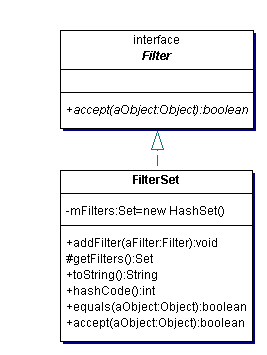 interface
Filter
+accept(aObject:Object):boolean
FilterSet
-mFilters:Set=new HashSet()
+addFilter(aFilter:Filter):void
#getFilters():Set
+toString():String
+hashCode():int
+equals(aObject:Object):boolean
+accept(aObject:Object):boolean